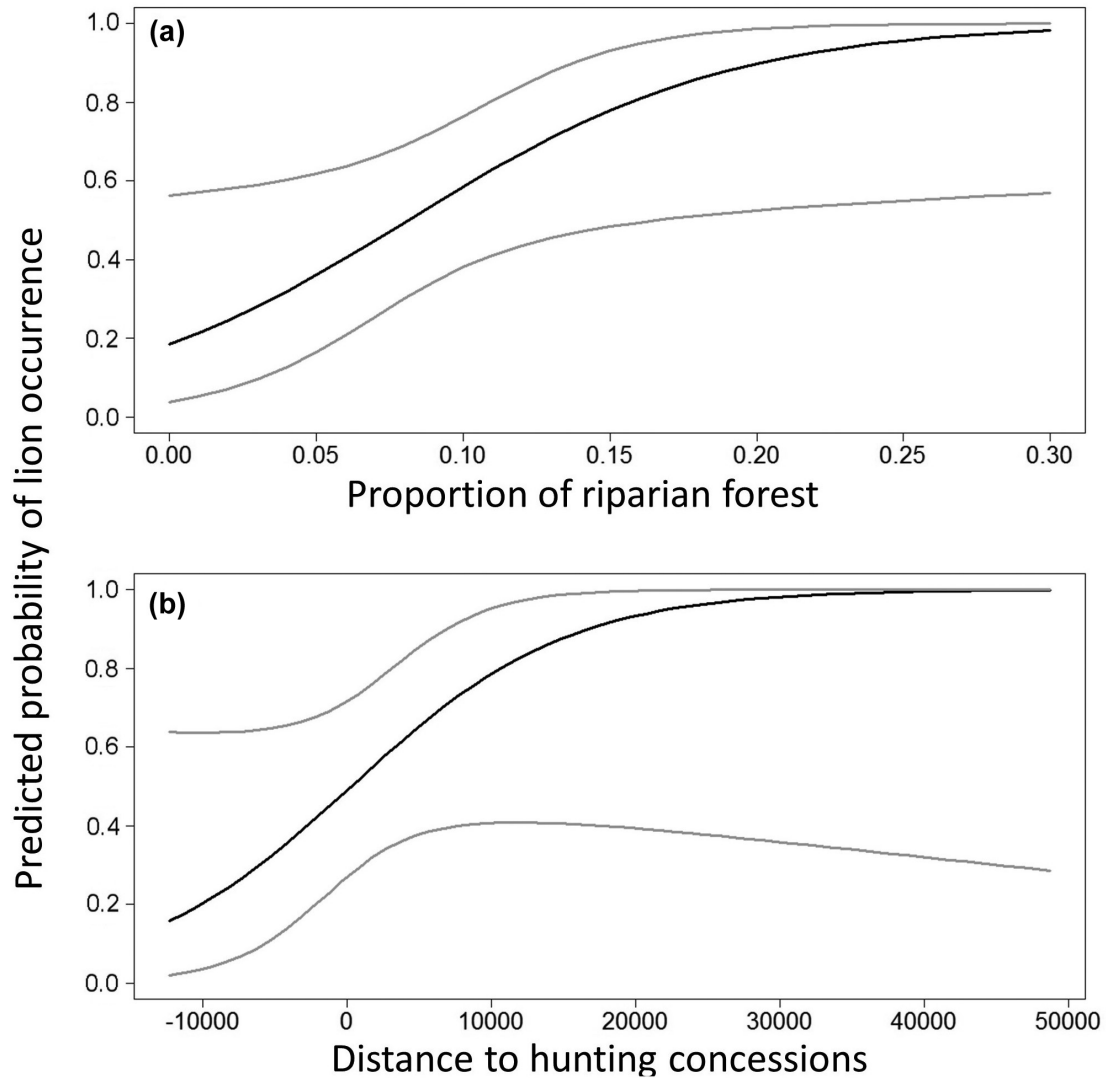 Predicted probability of lion occurrence
(a)
1.0
0.8
0.6
0.4
0.2
0.0
0.00 0.05 0.10 0.15 0.20 0.25 0.30
Proportion of riparian forest
(b)
1.0
0.8
0.6
0.4
0.2
0.0
-10000 0 10000 20000 30000 40000 50000
Distance to hunting concessions